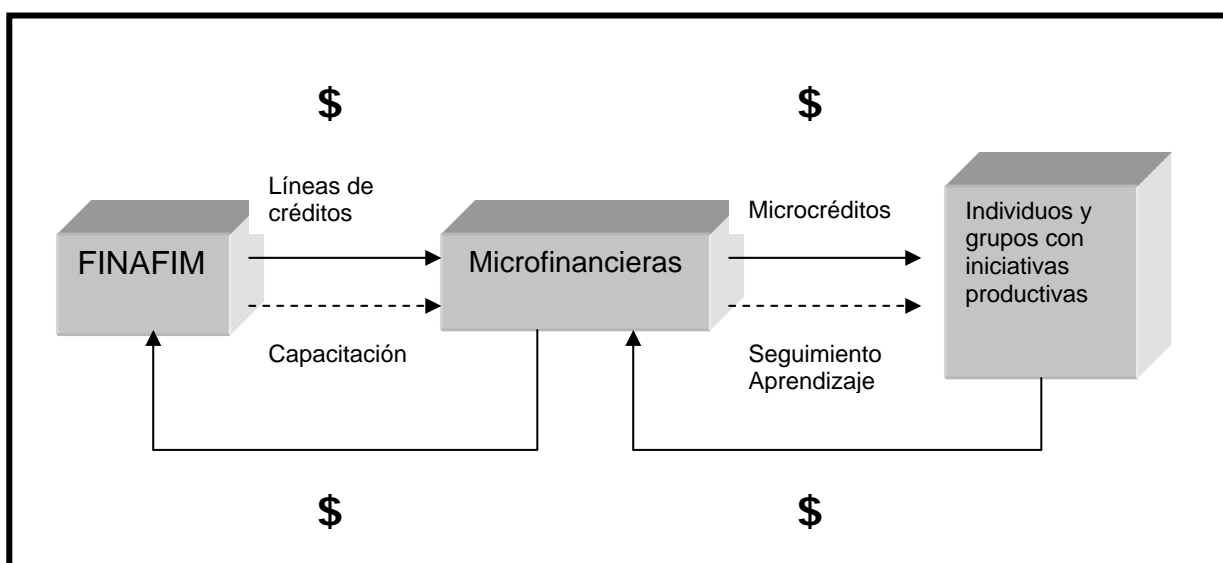 $
$
Líneas de
créditos
Microcréditos
Individuos y
grupos con
iniciativas
productivas
FINAFIM
Microfinancieras
Capacitación
Seguimiento
Aprendizaje
$
$